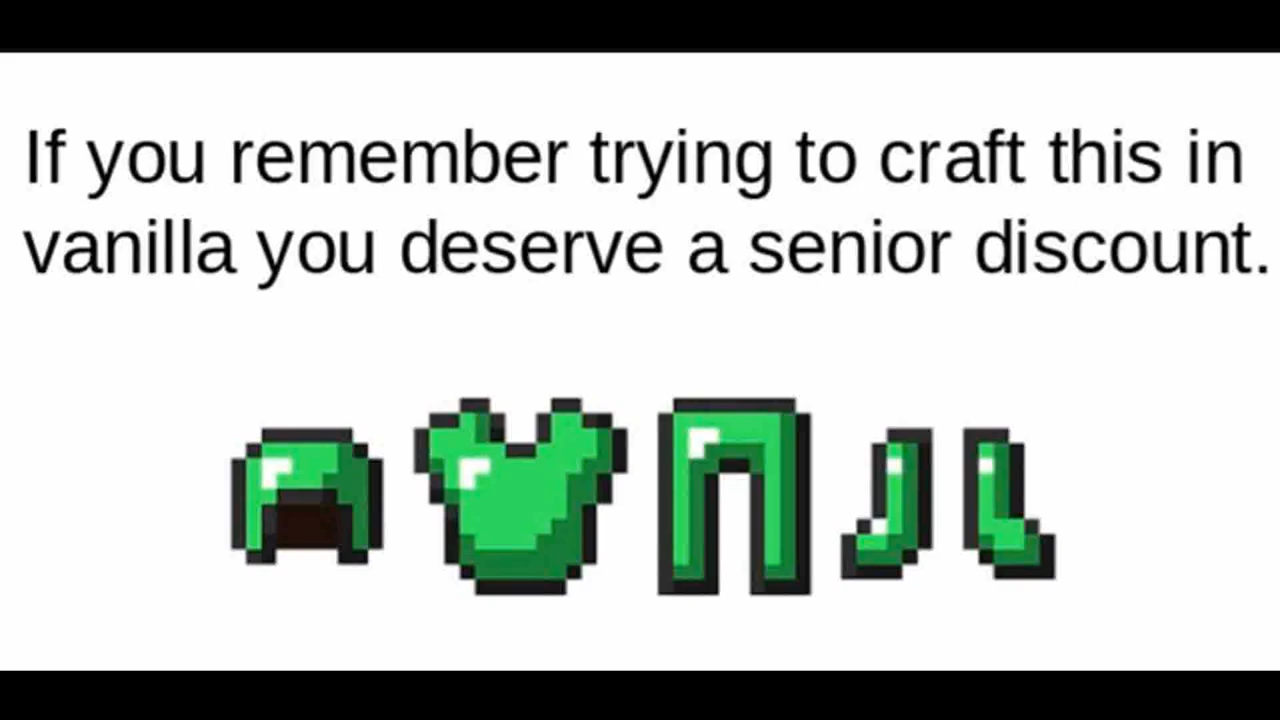 If you remember trying to craft this in
vanilla you deserve a senior discount.